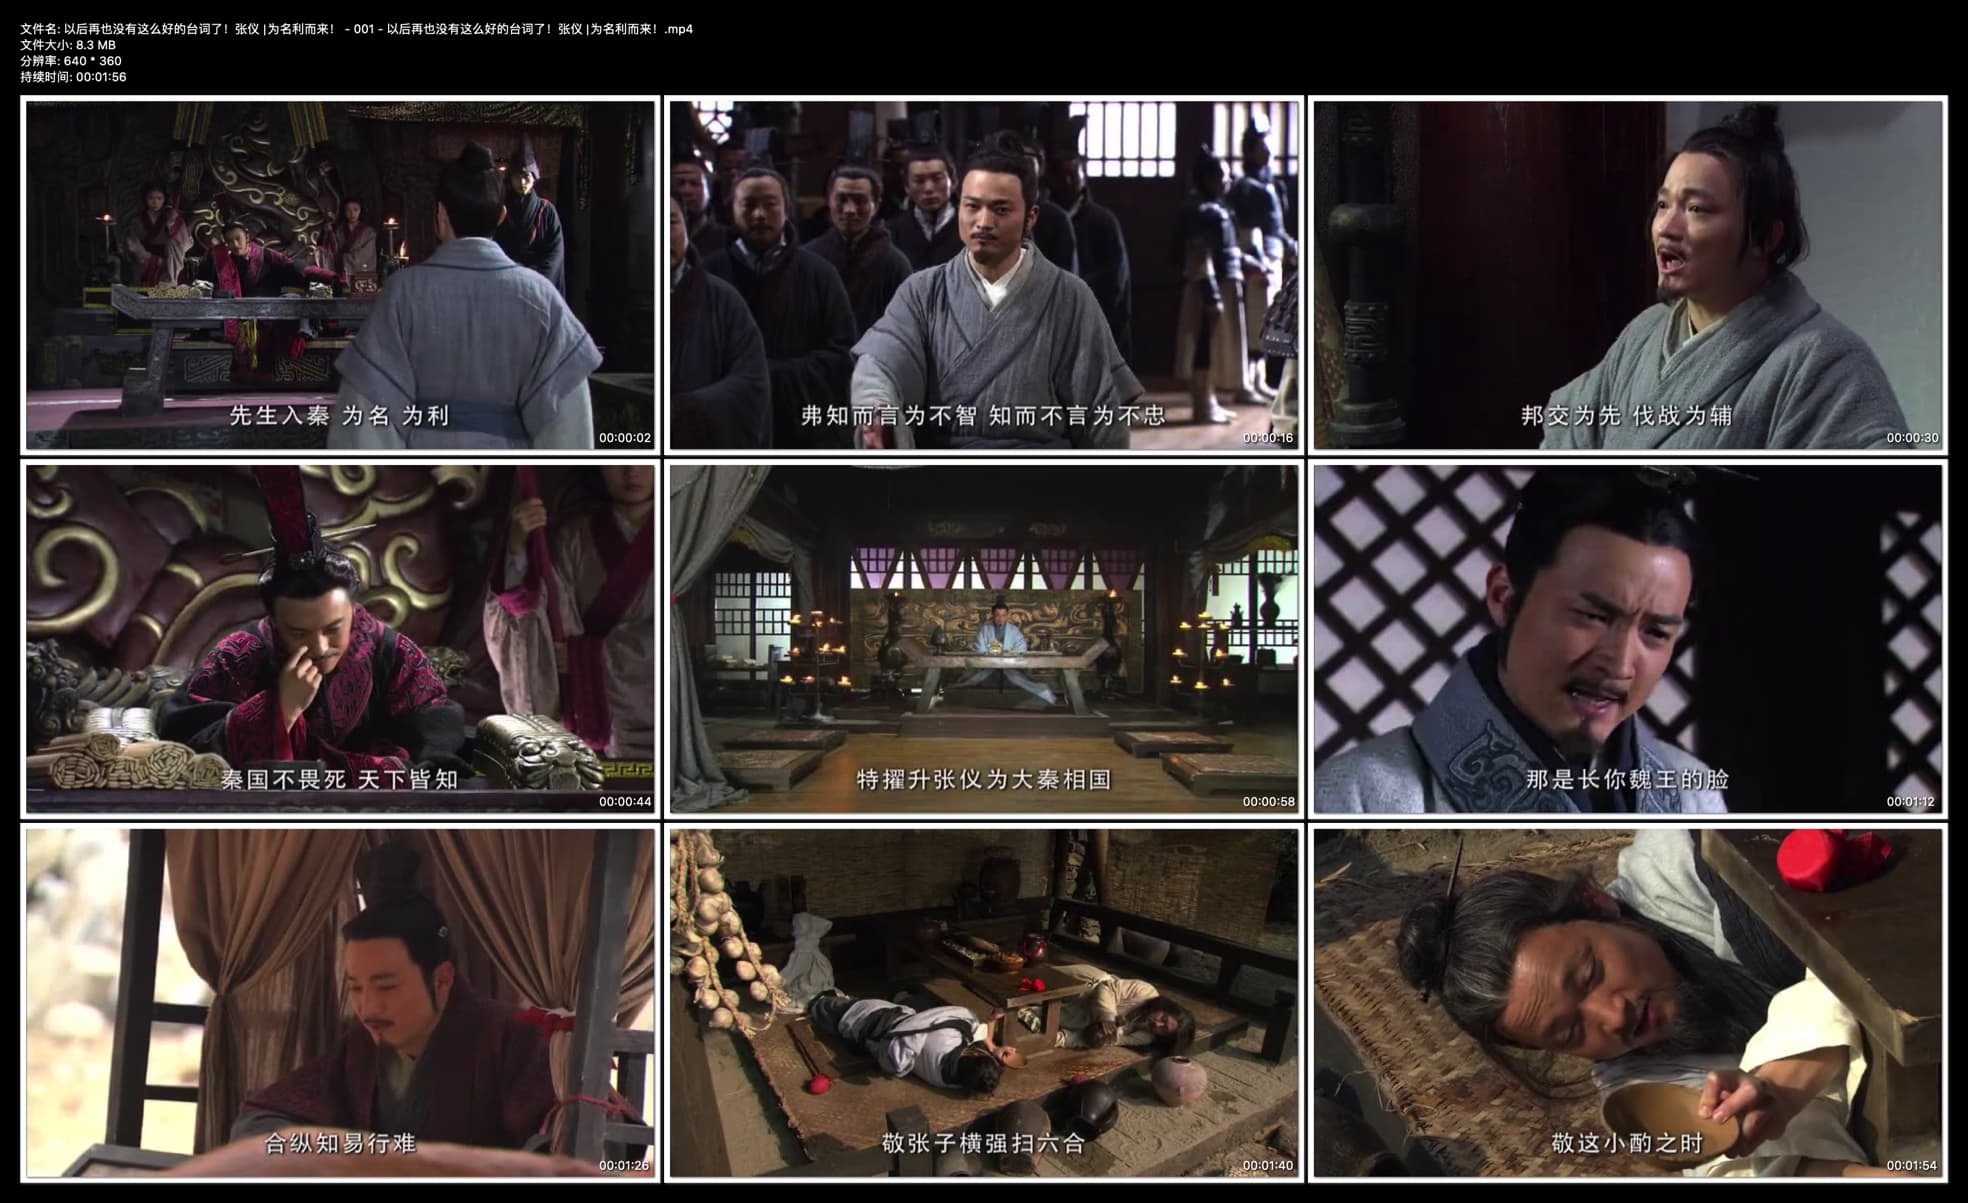 文件名: 以后再也没有这么好的台词了！张仪 |为名利而来！ - 001 - 以后再也没有这么好的台词了！张仪 |为名利而来！.mp4
文件大小: 8.3 MB
分辨率: 640 * 360
持续时间: 00:01:56
先生入秦 为名 为利
00:00:02
弗知而言为不智 知而不言为不忠
00:00:16
邦交为先 伐战为辅
00:00:30
秦国不畏死 天下皆知
00:00:44
特擢升张仪为大秦相国
00:00:58
那是长你魏王的脸
00:01:12
合纵知易行难
00:01:26
敬张子横强扫六合
00:01:40
敬这小酌之时
00:01:54